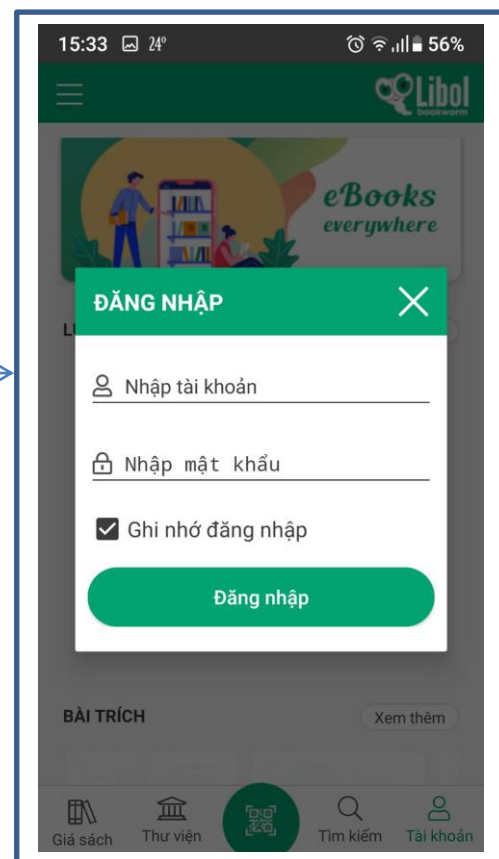 15:33 24° 56%
Libol
bookworm
eBooks
everywhere
ĐĂNG NHẬP
Nhập tài khoản
Nhập mật khẩu
Ghi nhớ đăng nhập
Đăng nhập
BÀI TRÍCH Xem thêm
Giá sách Thư viện Tìm kiếm Tài khoản